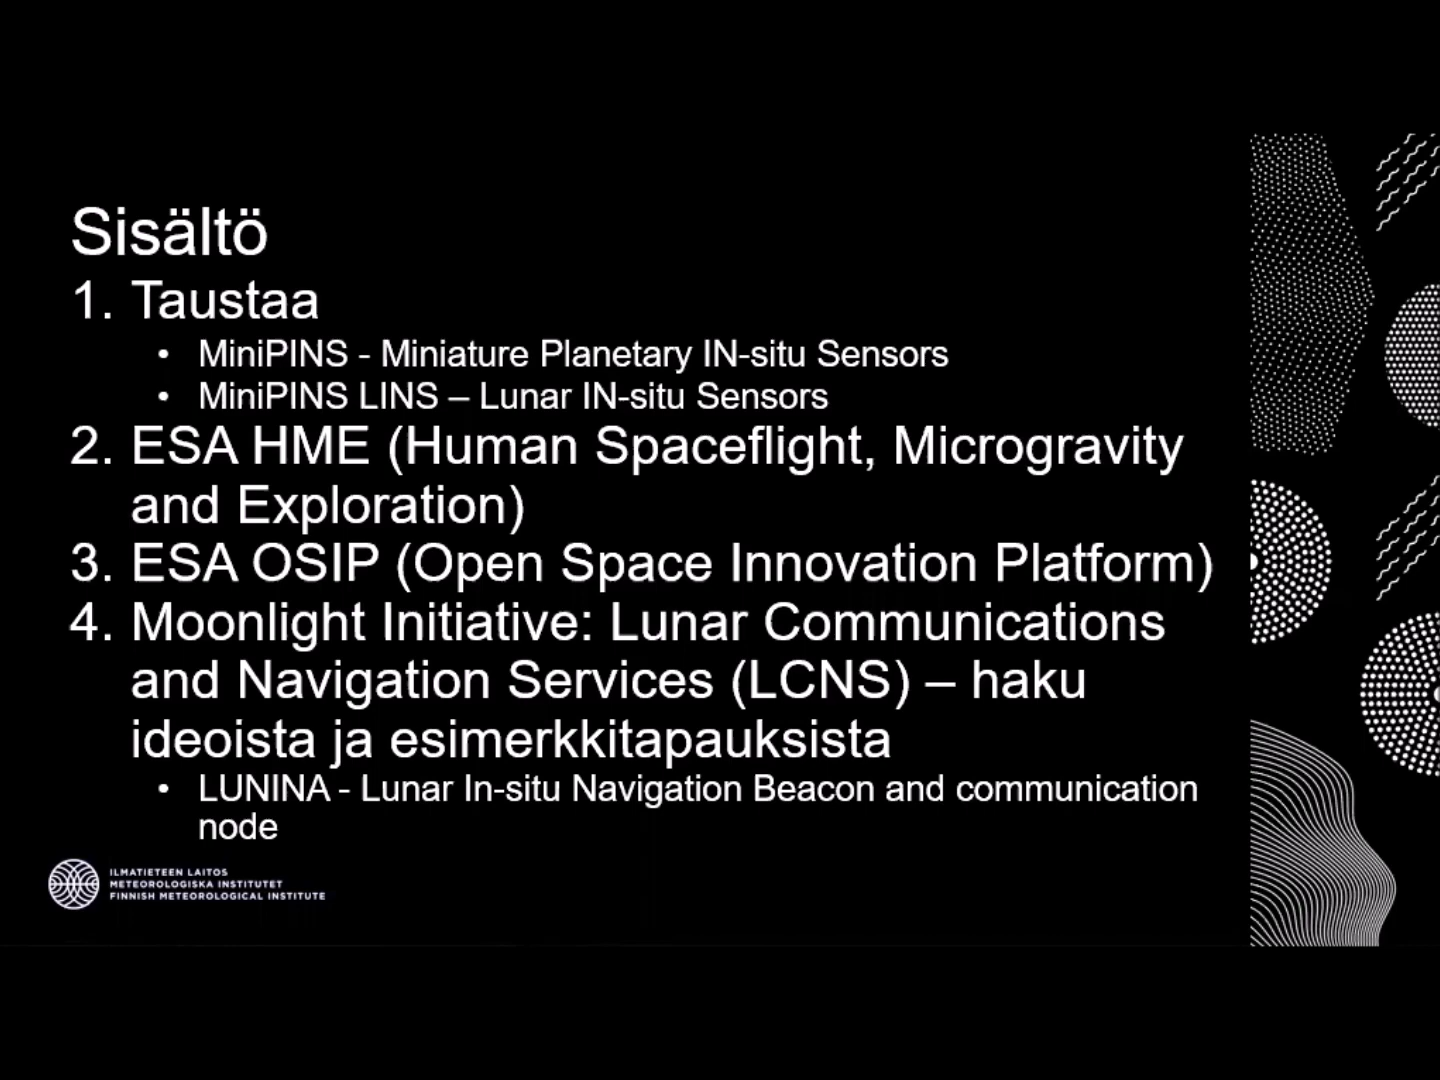 Sisältö
1. Taustaa
• MiniPINS - Miniature Planetary IN-situ Sensors
• MiniPINS LINS – Lunar IN-situ Sensors
2. ESA HME (Human Spaceflight, Microgravity
and Exploration)
3. ESA OSIP (Open Space Innovation Platform)
4. Moonlight Initiative: Lunar Communications
and Navigation Services (LCNS) – haku
ideoista ja esimerkkitapauksista
• LUNINA - Lunar In-situ Navigation Beacon and communication
node
ILMATIETEEN LAITOS
METEOROLOGISKA INSTITUTET
FINNISH METEOROLOGICAL INSTITUTE